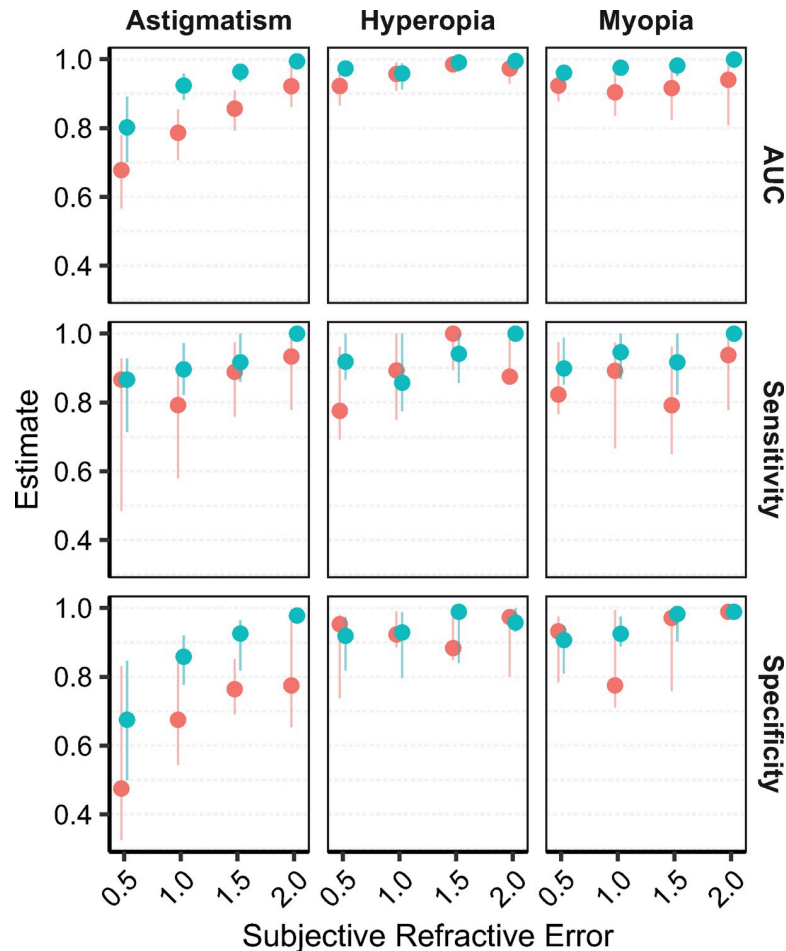 Astigmatism Hyperopia Myopia
1.0
0.8
0.6
0.4
AUC
1.0
0.8
0.6
0.4
Sensitivity
Estimate
1.0
0.8
0.6
0.4
Specificity
0.5 1.0 1.5 2.0 0.5 1.0 1.5 2.0 0.5 1.0 1.5 2.0
Subjective Refractive Error